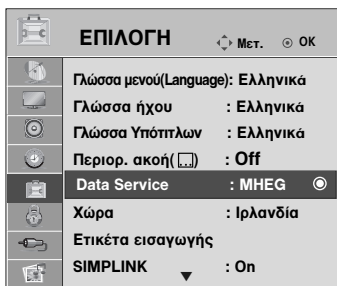 ΕΠΙΛΟΓΗ Μετ. OK
Γλώσσα μενού(Language): Ελληνικά
Γλώσσα ήχου : Ελληνικά
Γλώσσα Υπότιτλων : Ελληνικά
Περιορ. ακοή( ) : Off
Data Service : MHEG
Χώρα : Ιρλανδία
Ετικέτα εισαγωγής
SIMPLINK : On